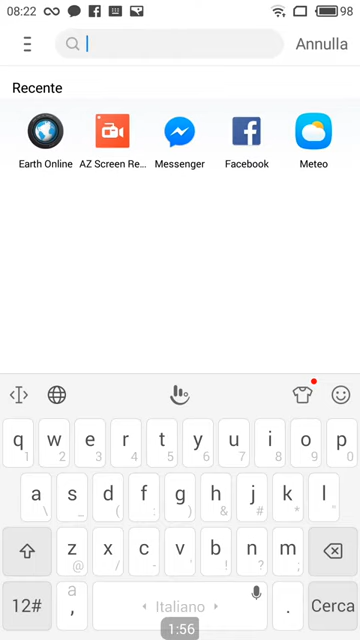 08:22 98
Annulla
Recente
Earth Online AZ Screen Re... Messenger Facebook Meteo
q w e r t y u i o p
1 2 3 4 5 6 7 8 9 0
a s d f g h j k l
\ _ ( : ) & # * "
z x c v b n m
@ / - ' ! ? ;
12# a , Italiano . Cerca
1:56